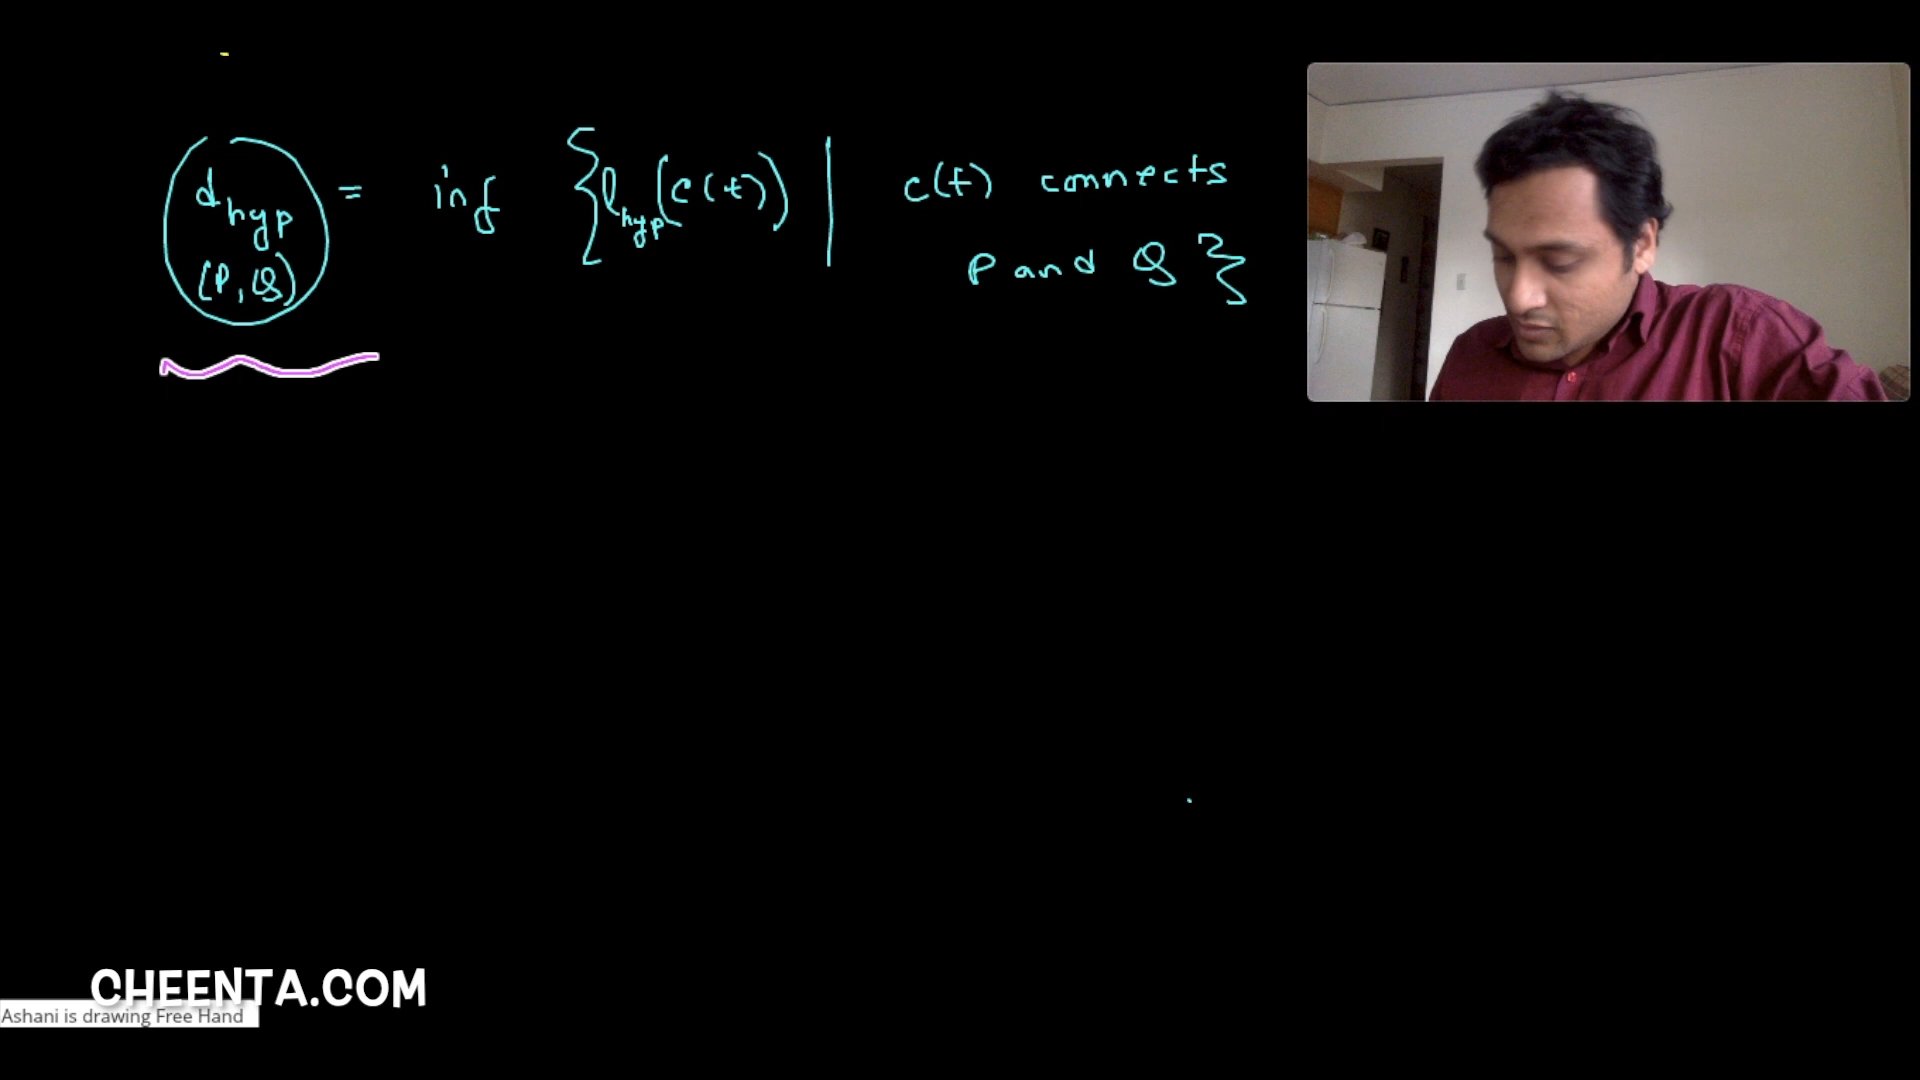 d_hyp (P, Q) = inf { l_hyp (c(t)) | c(t) connects
P and Q }
CHEENTA.COM
Ashani is drawing Free Hand